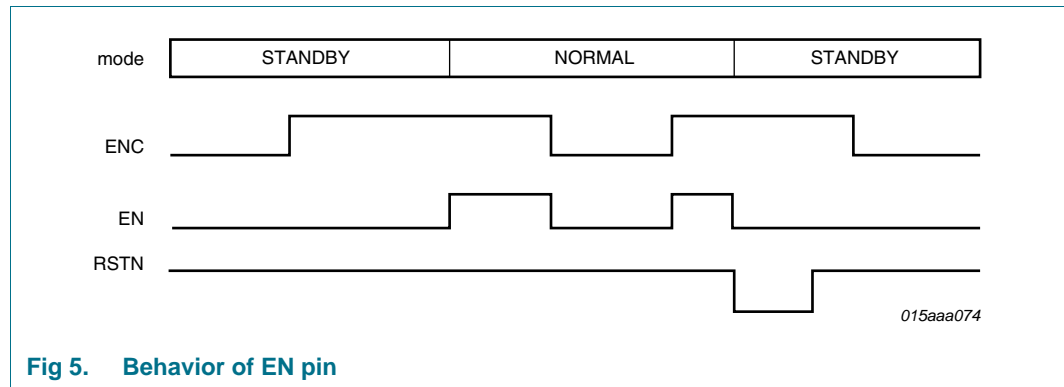 mode STANDBY NORMAL STANDBY
ENC
EN
RSTN
015aaa074
Fig 5. Behavior of EN pin